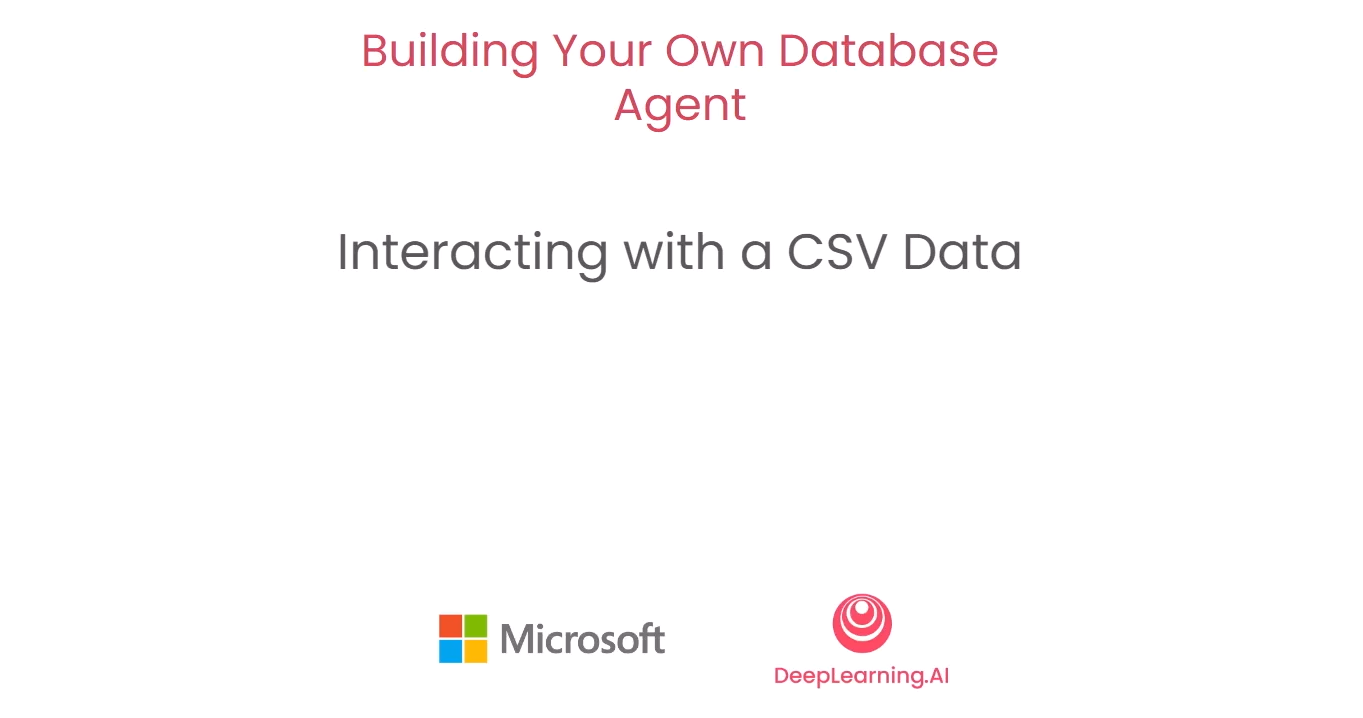 Building Your Own Database
Agent
Interacting with a CSV Data
Microsoft
DeepLearning.AI